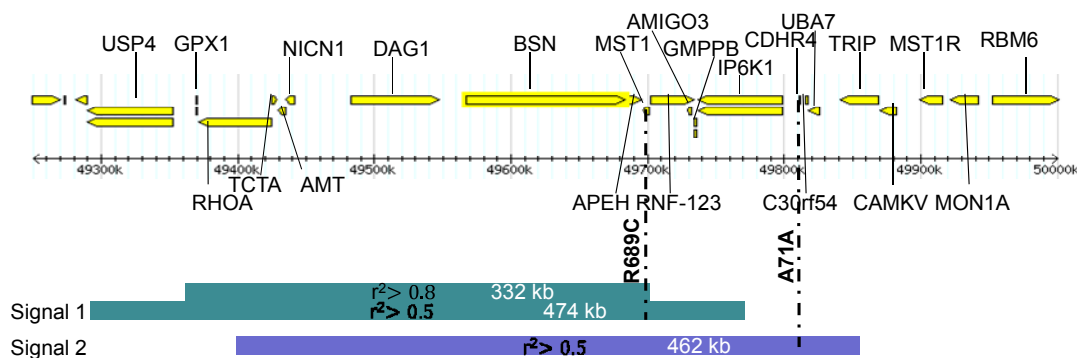 AMIGO3 UBA7
USP4 GPX1 NICN1 DAG1 BSN MST1 GMPPB CDHR4 TRIP MST1R RBM6
IP6K1
49300k 49400k 49500k 49600k 49700k 49800k 49900k 50000k
TCTA AMT
RHOA APEH RNF-123 C30rf54 CAMKV MON1A
R689C
A71A
r²> 0.8 332 kb
Signal 1 r²> 0.5 474 kb
Signal 2 r²> 0.5 462 kb